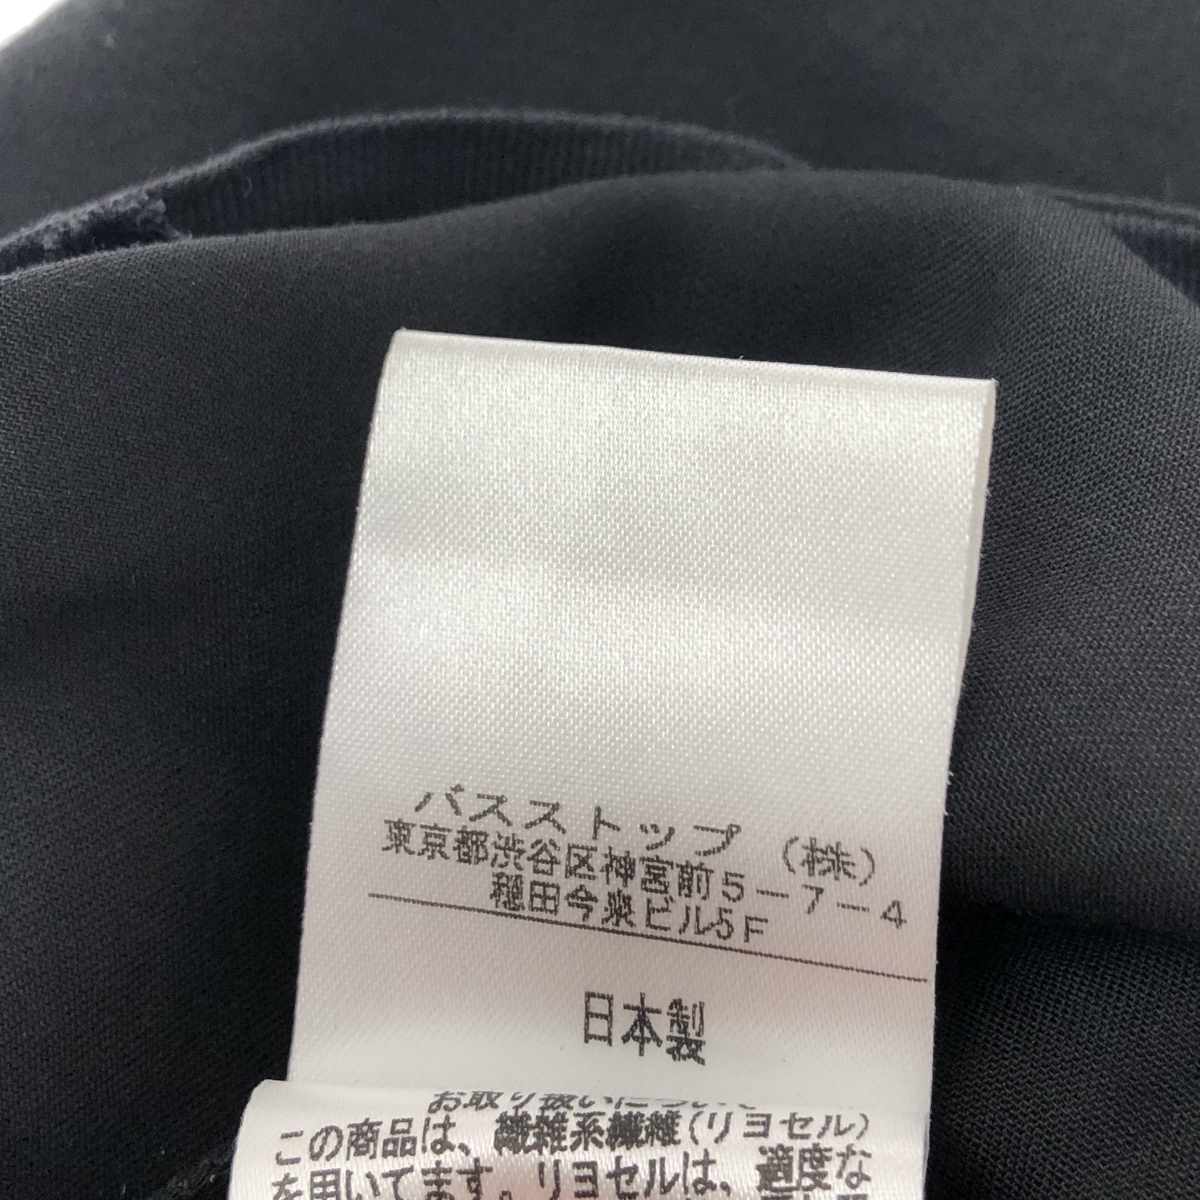 バスストップ（株）
東京都渋谷区神宮前5－7－4
穏田今泉ビル5F
日本製
お取り扱いについて
この商品は、繊雑系繊維(リヨセル)
を用いてます。リヨセルは、適度な